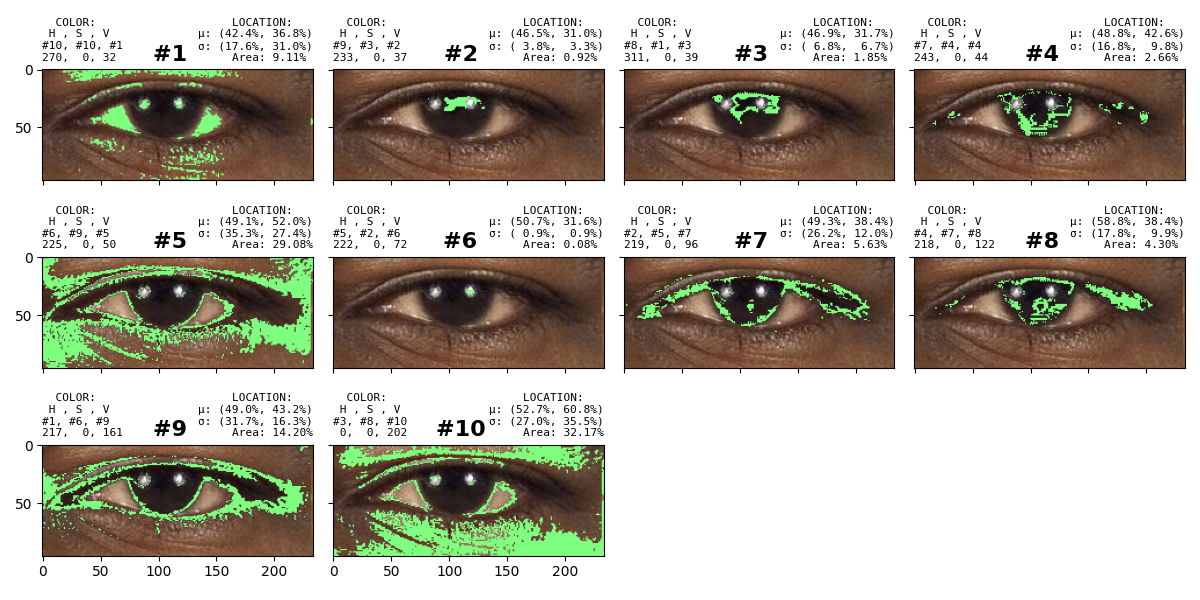 COLOR: LOCATION:
H , S , V μ: (42.4%, 36.8%)
#10, #10, #1 #1 σ: (17.6%, 31.0%)
270, 0, 32 Area: 9.11%
COLOR: LOCATION:
H , S , V μ: (46.5%, 31.0%)
#9, #3, #2 #2 σ: ( 3.8%, 3.3%)
233, 0, 37 Area: 0.92%
COLOR: LOCATION:
H , S , V μ: (46.9%, 31.7%)
#8, #1, #3 #3 σ: ( 6.8%, 6.7%)
311, 0, 39 Area: 1.85%
COLOR: LOCATION:
H , S , V μ: (48.8%, 42.6%)
#7, #4, #4 #4 σ: (16.8%, 9.8%)
243, 0, 44 Area: 2.66%
0
50
COLOR: LOCATION:
H , S , V μ: (49.1%, 52.0%)
#6, #9, #5 #5 σ: (35.3%, 27.4%)
225, 0, 50 Area: 29.08%
COLOR: LOCATION:
H , S , V μ: (50.7%, 31.6%)
#5, #2, #6 #6 σ: ( 0.9%, 0.9%)
222, 0, 72 Area: 0.08%
COLOR: LOCATION:
H , S , V μ: (49.3%, 38.4%)
#2, #5, #7 #7 σ: (26.2%, 12.0%)
219, 0, 96 Area: 5.63%
COLOR: LOCATION:
H , S , V μ: (58.8%, 38.4%)
#4, #7, #8 #8 σ: (17.8%, 9.9%)
218, 0, 122 Area: 4.30%
0
50
COLOR: LOCATION:
H , S , V μ: (49.0%, 43.2%)
#1, #6, #9 #9 σ: (31.7%, 16.3%)
217, 0, 161 Area: 14.20%
COLOR: LOCATION:
H , S , V μ: (52.7%, 60.8%)
#3, #8, #10 #10 σ: (27.0%, 35.5%)
0, 0, 202 Area: 32.17%
0
50
0 50 100 150 200
0 50 100 150 200